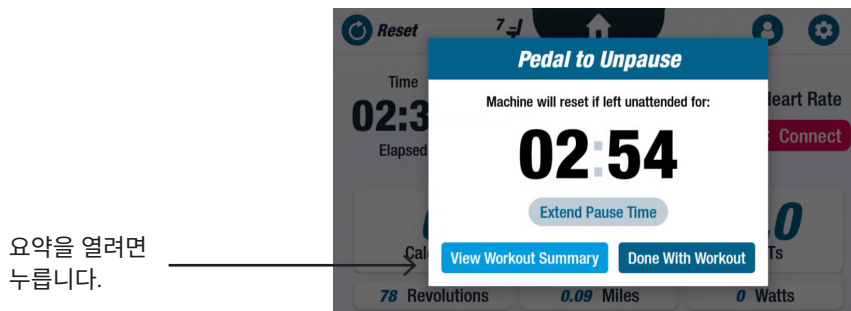 Reset
7
Pedal to Unpause
Time
Machine will reset if left unattended for:
Heart Rate
02:3
02:54
Connect
Elapsed
Extend Pause Time
0
요약을 열려면
누릅니다.
View Workout Summary
Done With Workout
78 Revolutions
0.09 Miles
0 Watts